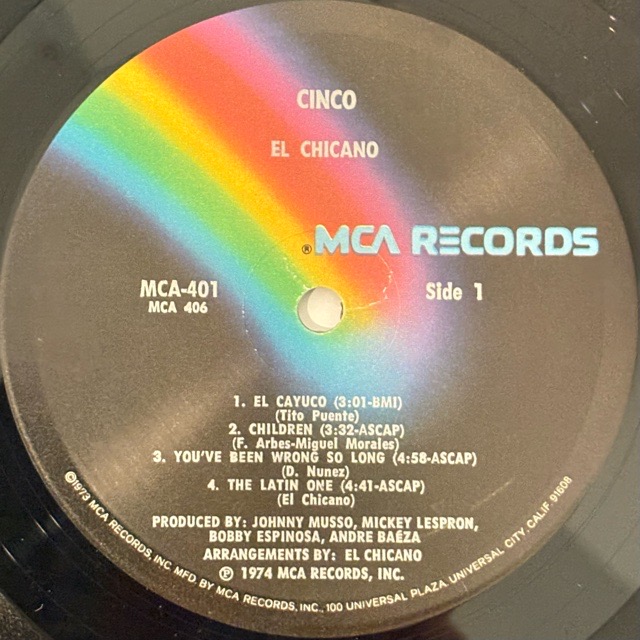 CINCO
EL CHICANO
® MCA RECORDS
MCA-401
Side 1
MCA 406
1. EL CAYUCO (3:01-BMI)
(Tito Puente)
2. CHILDREN (3:32-ASCAP)
(F. Arbes-Miguel Morales)
3. YOU'VE BEEN WRONG SO LONG (4:58-ASCAP)
(D. Nunez)
4. THE LATIN ONE (4:41-ASCAP)
(El Chicano)
PRODUCED BY: JOHNNY MUSSO, MICKEY LESPRON,
BOBBY ESPINOSA, ANDRE BAÉZA
ARRANGEMENTS BY: EL CHICANO
℗ 1974 MCA RECORDS, INC.
©1973 MCA RECORDS, INC MFD BY MCA RECORDS, INC., 100 UNIVERSAL PLAZA UNIVERSAL CITY, CALIF. 91608